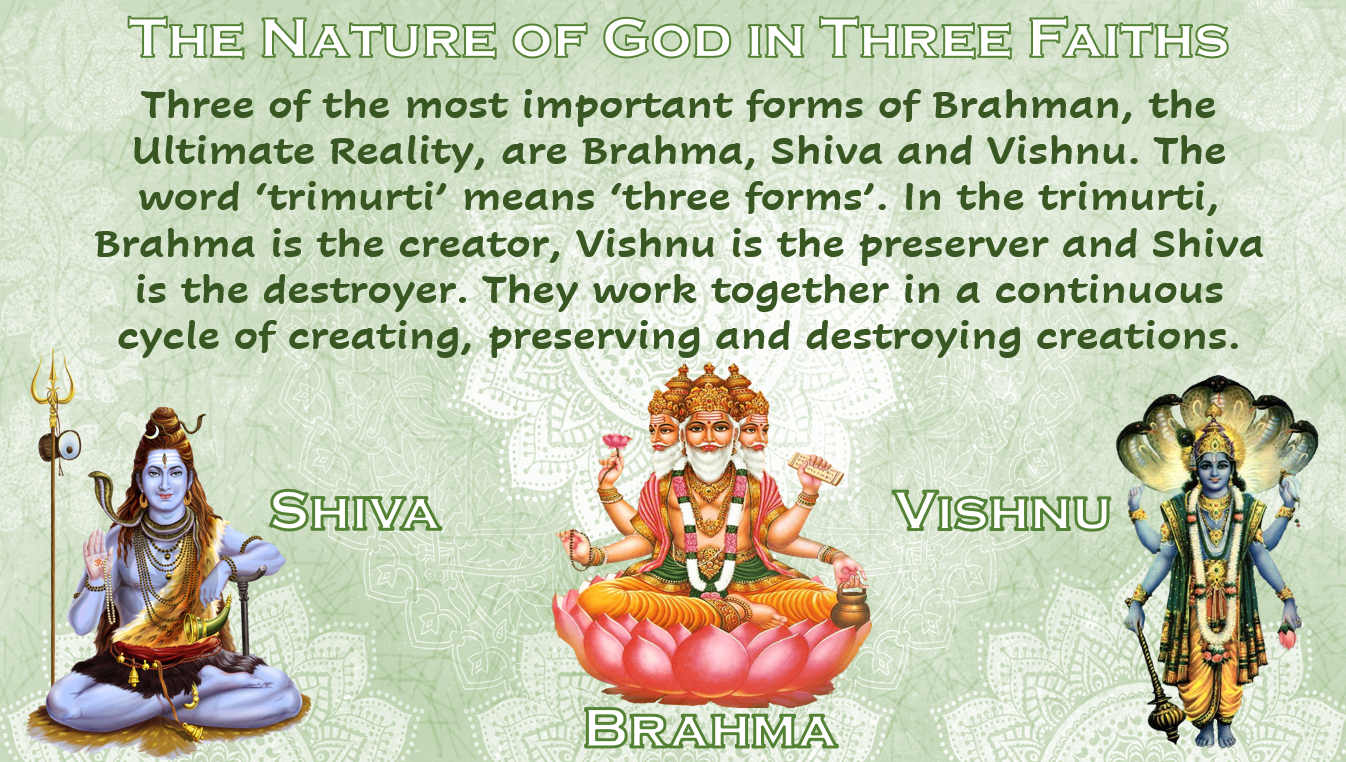 The Nature of God in Three Faiths
Three of the most important forms of Brahman, the
Ultimate Reality, are Brahma, Shiva and Vishnu. The
word ‘trimurti’ means ‘three forms’. In the trimurti,
Brahma is the creator, Vishnu is the preserver and Shiva
is the destroyer. They work together in a continuous
cycle of creating, preserving and destroying creations.
Shiva
Vishnu
Brahma